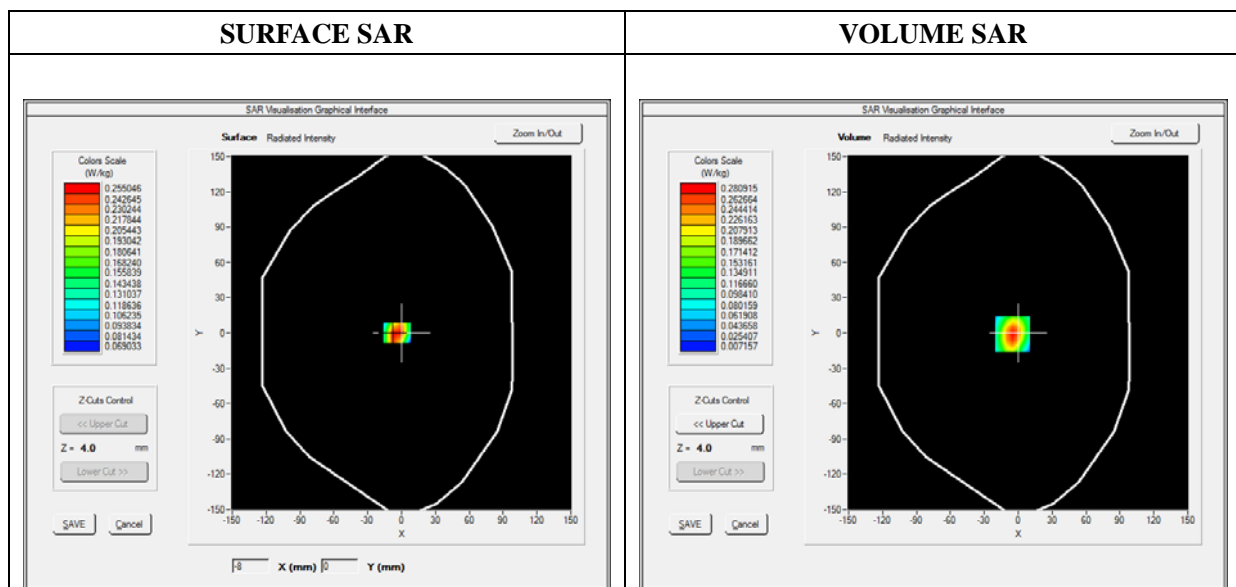 SURFACE SAR
SAR Visualisation Graphical Interface
Surface Radiated Intensity
Zoom In/Out
Colors Scale
(W/kg)
0.255046
0.242645
0.230244
0.217844
0.205443
0.193042
0.180641
0.168240
0.155839
0.143438
0.131037
0.118636
0.106235
0.093834
0.081434
0.069033
Z-Cuts Control
<< Upper Cut
Z = 4.0 mm
Lower Cut >>
SAVE Cancel
150
120
90
60
30
0
-30
-60
-90
-120
-150
Y
-150 -120 -90 -60 -30 0 30 60 90 120 150
X
-8 X (mm) 0 Y (mm)
VOLUME SAR
SAR Visualisation Graphical Interface
Volume Radiated Intensity
Zoom In/Out
Colors Scale
(W/kg)
0.280915
0.262664
0.244414
0.226163
0.207913
0.189662
0.171412
0.153161
0.134911
0.116660
0.098410
0.080159
0.061908
0.043658
0.025407
0.007157
Z-Cuts Control
<< Upper Cut
Z = 4.0 mm
Lower Cut >>
SAVE Cancel
150
120
90
60
30
0
-30
-60
-90
-120
-150
Y
-150 -120 -90 -60 -30 0 30 60 90 120 150
X